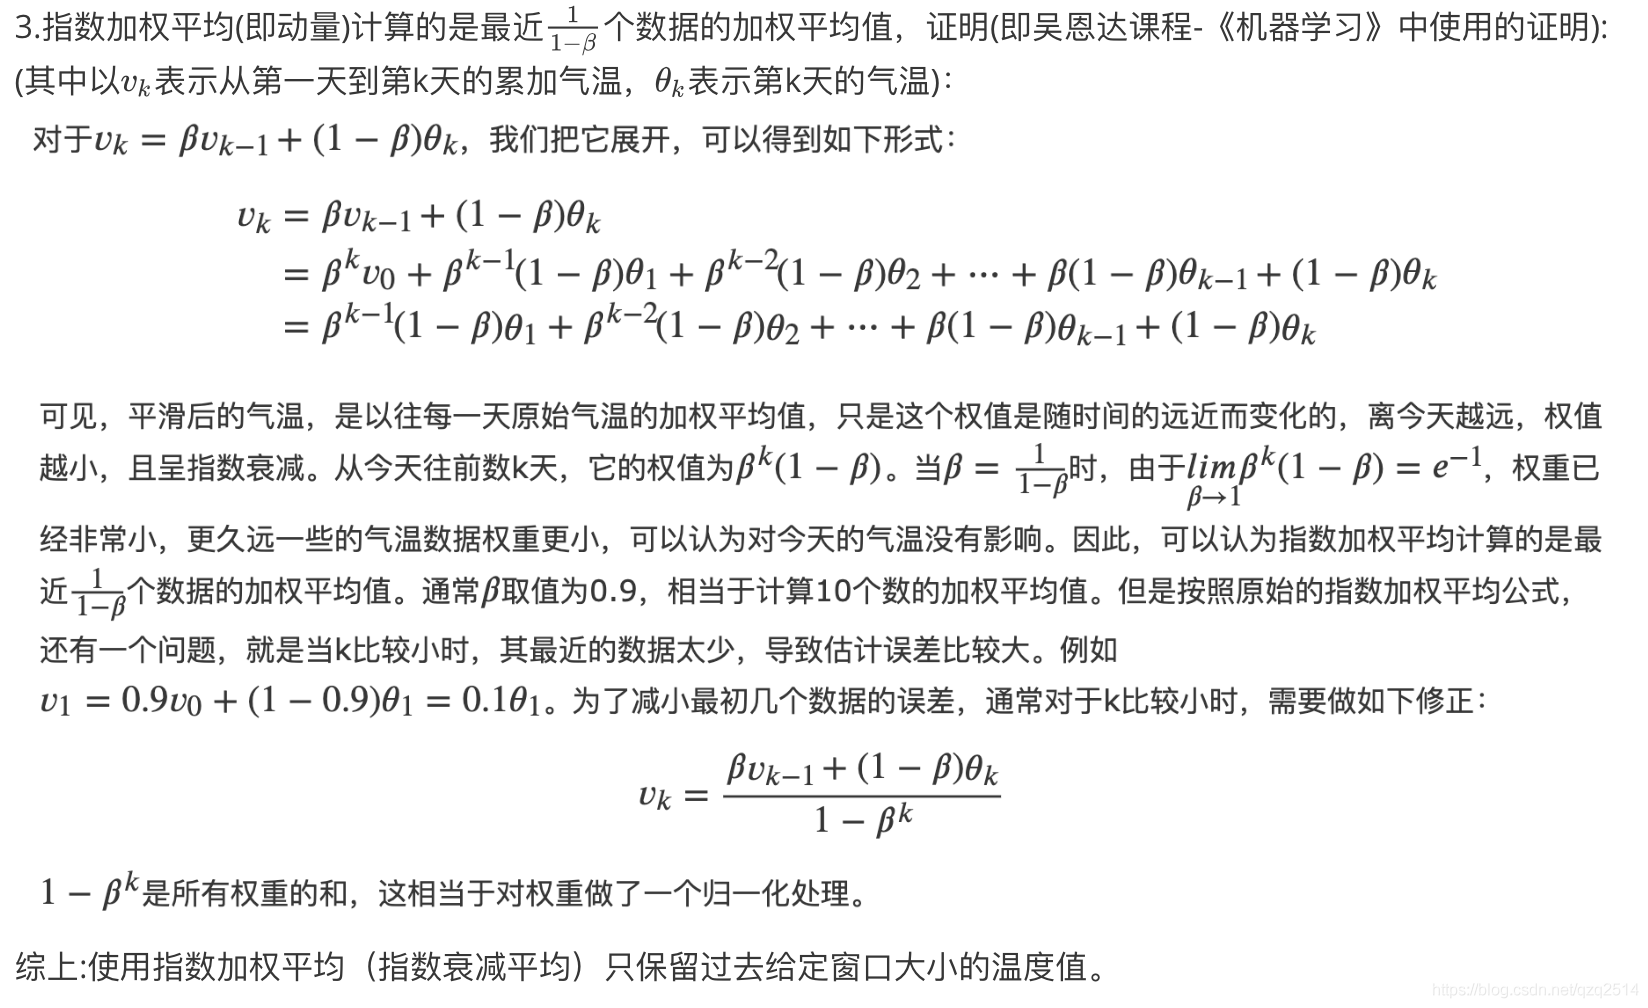 3.指数加权平均(即动量)计算的是最近$\frac{1}{1-\beta}$个数据的加权平均值，证明(即吴恩达课程-《机器学习》中使用的证明):
(其中以$v_k$表示从第一天到第k天的累加气温，$\theta_k$表示第k天的气温)：
对于$v_k = \beta v_{k-1} + (1-\beta)\theta_k$，我们把它展开，可以得到如下形式：
$v_k = \beta v_{k-1} + (1-\beta)\theta_k$
$= \beta^k v_0 + \beta^{k-1}(1-\beta)\theta_1 + \beta^{k-2}(1-\beta)\theta_2 + \cdots + \beta(1-\beta)\theta_{k-1} + (1-\beta)\theta_k$
$= \beta^{k-1}(1-\beta)\theta_1 + \beta^{k-2}(1-\beta)\theta_2 + \cdots + \beta(1-\beta)\theta_{k-1} + (1-\beta)\theta_k$
可见，平滑后的气温，是以往每一天原始气温的加权平均值，只是这个权值是随时间的远近而变化的，离今天越远，权值
越小，且呈指数衰减。从今天往前数k天，它的权值为$\beta^k(1-\beta)$。当$\beta = \frac{1}{1-\beta}$时，由于$\underset{\beta \to 1}{lim}\beta^k(1-\beta) = e^{-1}$，权重已
经非常小，更久远一些的气温数据权重更小，可以认为对今天的气温没有影响。因此，可以认为指数加权平均计算的是最
近$\frac{1}{1-\beta}$个数据的加权平均值。通常$\beta$取值为0.9，相当于计算10个数的加权平均值。但是按照原始的指数加权平均公式，
还有一个问题，就是当k比较小时，其最近的数据太少，导致估计误差比较大。例如
$v_1 = 0.9v_0 + (1-0.9)\theta_1 = 0.1\theta_1$。为了减小最初几个数据的误差，通常对于k比较小时，需要做如下修正：
$v_k = \frac{\beta v_{k-1} + (1-\beta)\theta_k}{1-\beta^k}$
$1-\beta^k$是所有权重的和，这相当于对权重做了一个归一化处理。
综上:使用指数加权平均（指数衰减平均）只保留过去给定窗口大小的温度值。
https://blog.csdn.net/qzq2514